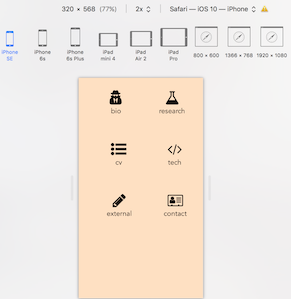 320 × 568 (77%) 2x Safari — iOS 10 — iPhone
iPhone SE
iPhone 6s
iPhone 6s Plus
iPad mini 4
iPad Air 2
iPad Pro
800 × 600
1366 × 768
1920 × 1080
bio research
cv tech
external contact